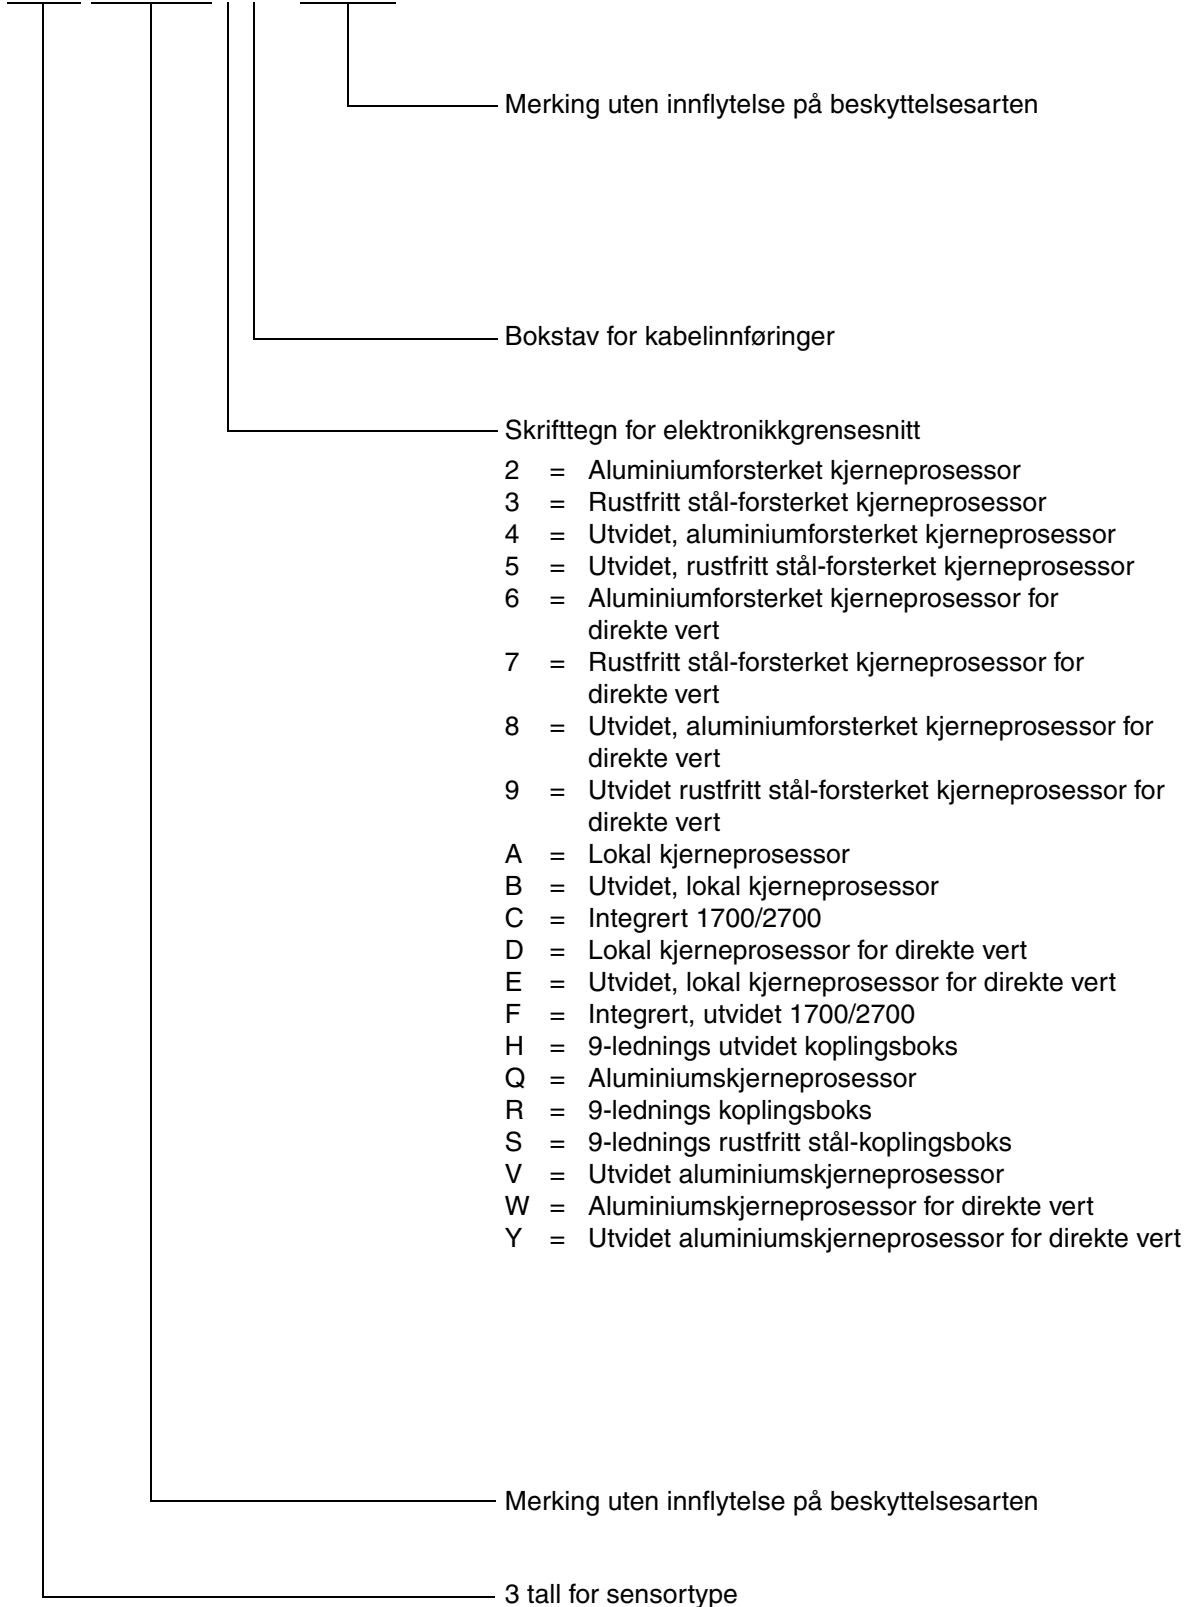 Merking uten innflytelse på beskyttelsesarten
Bokstav for kabelinnføringer
Skrifttegn for elektronikkgrensesnitt
2 = Aluminiumforsterket kjerneprosessor
3 = Rustfritt stål-forsterket kjerneprosessor
4 = Utvidet, aluminiumforsterket kjerneprosessor
5 = Utvidet, rustfritt stål-forsterket kjerneprosessor
6 = Aluminiumforsterket kjerneprosessor for
direkte vert
7 = Rustfritt stål-forsterket kjerneprosessor for
direkte vert
8 = Utvidet, aluminiumforsterket kjerneprosessor for
direkte vert
9 = Utvidet rustfritt stål-forsterket kjerneprosessor for
direkte vert
A = Lokal kjerneprosessor
B = Utvidet, lokal kjerneprosessor
C = Integrert 1700/2700
D = Lokal kjerneprosessor for direkte vert
E = Utvidet, lokal kjerneprosessor for direkte vert
F = Integrert, utvidet 1700/2700
H = 9-lednings utvidet koplingsboks
Q = Aluminiumskjerneprosessor
R = 9-lednings koplingsboks
S = 9-lednings rustfritt stål-koplingsboks
V = Utvidet aluminiumskjerneprosessor
W = Aluminiumskjerneprosessor for direkte vert
Y = Utvidet aluminiumskjerneprosessor for direkte vert
Merking uten innflytelse på beskyttelsesarten
3 tall for sensortype